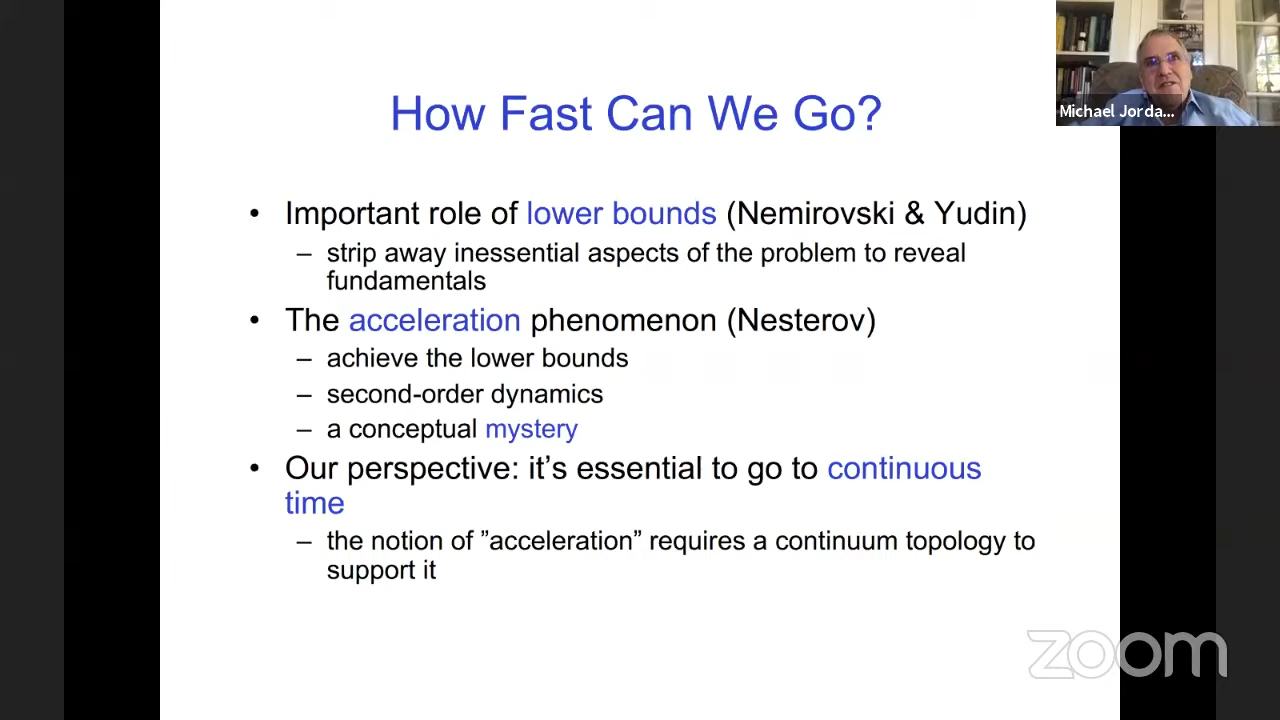 How Fast Can We Go?
Michael Jorda...
• Important role of lower bounds (Nemirovski & Yudin)
– strip away inessential aspects of the problem to reveal
fundamentals
• The acceleration phenomenon (Nesterov)
– achieve the lower bounds
– second-order dynamics
– a conceptual mystery
• Our perspective: it’s essential to go to continuous
time
– the notion of ”acceleration” requires a continuum topology to
support it
zoom